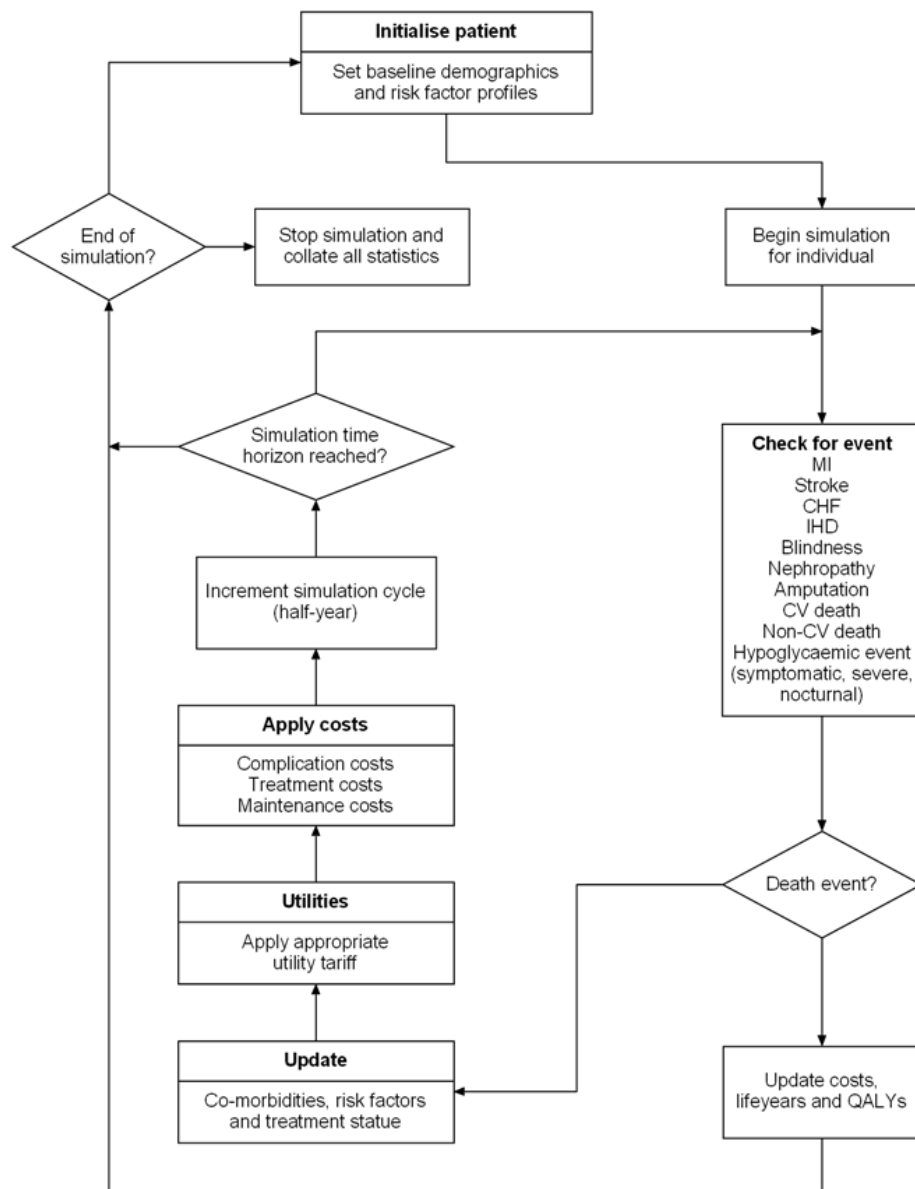 Initialise patient
Set baseline demographics
and risk factor profiles
End of
simulation?
Stop simulation and
collate all statistics
Begin simulation
for individual
Simulation time
horizon reached?
Check for event
MI
Stroke
CHF
IHD
Blindness
Nephropathy
Amputation
CV death
Non-CV death
Hypoglycaemic event
(symptomatic, severe,
nocturnal)
Increment simulation cycle
(half-year)
Apply costs
Complication costs
Treatment costs
Maintenance costs
Death event?
Utilities
Apply appropriate
utility tariff
Update
Co-morbidities, risk factors
and treatment statue
Update costs,
lifeyears and QALYs